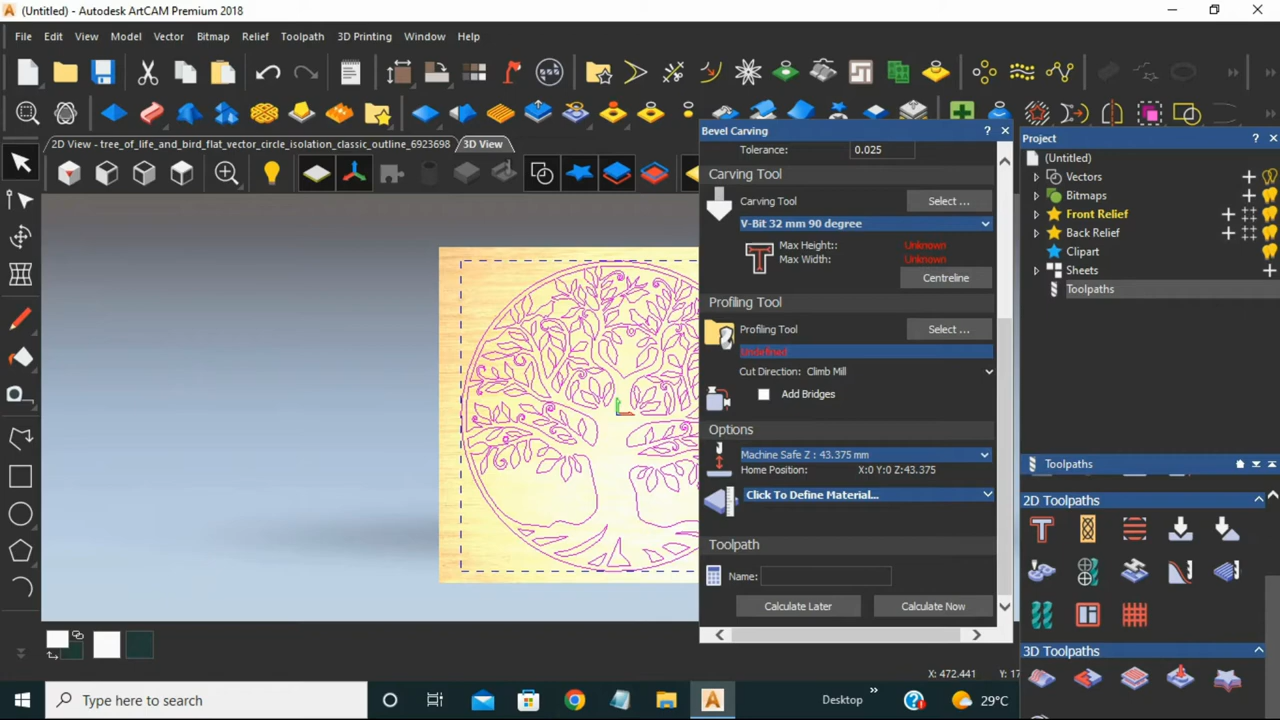 (Untitled) - Autodesk ArtCAM Premium 2018
File Edit View Model Vector Bitmap Relief Toolpath 3D Printing Window Help
2D View - tree_of_life_and_bird_flat_vector_circle_isolation_classic_outline_6923698 3D View
Bevel Carving ?
Tolerance: 0.025
Carving Tool
Carving Tool Select ...
V-Bit 32 mm 90 degree
Max Height:: Unknown
Max Width: Unknown
Centreline
Profiling Tool
Profiling Tool Select ...
Undefined
Cut Direction: Climb Mill
Add Bridges
Options
Machine Safe Z : 43.375 mm
Home Position: X:0 Y:0 Z:43.375
Click To Define Material...
Toolpath
Name:
Calculate Later Calculate Now
Project ?
(Untitled)
Vectors
Bitmaps
Front Relief
Back Relief
Clipart
Sheets
Toolpaths
Toolpaths
2D Toolpaths
3D Toolpaths
X: 472.441 Y: 17
Type here to search
Desktop
29°C